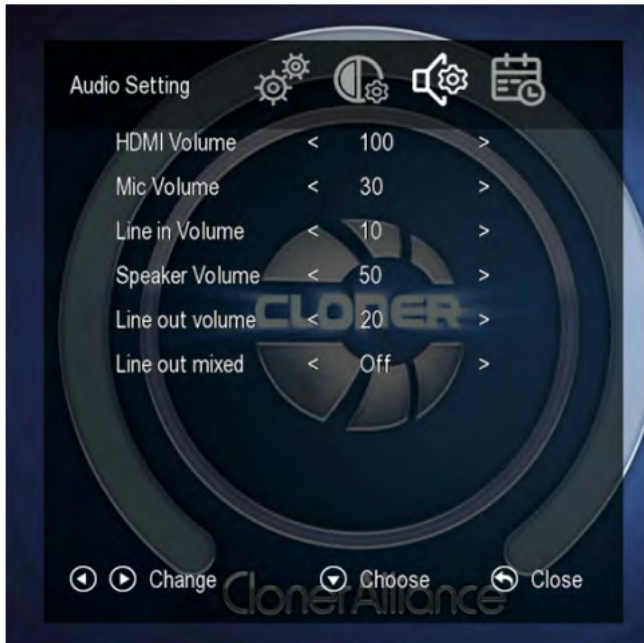 Audio Setting
HDMI Volume < 100 >
Mic Volume < 30 >
Line in Volume < 10 >
Speaker Volume < 50 >
CLONER
Line out volume < 20 >
Line out mixed < Off >
Change Choose Close
ClonerAlliance